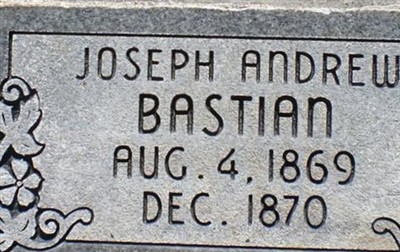 JOSEPH ANDREW
BASTIAN
AUG. 4, 1869
DEC. 1870